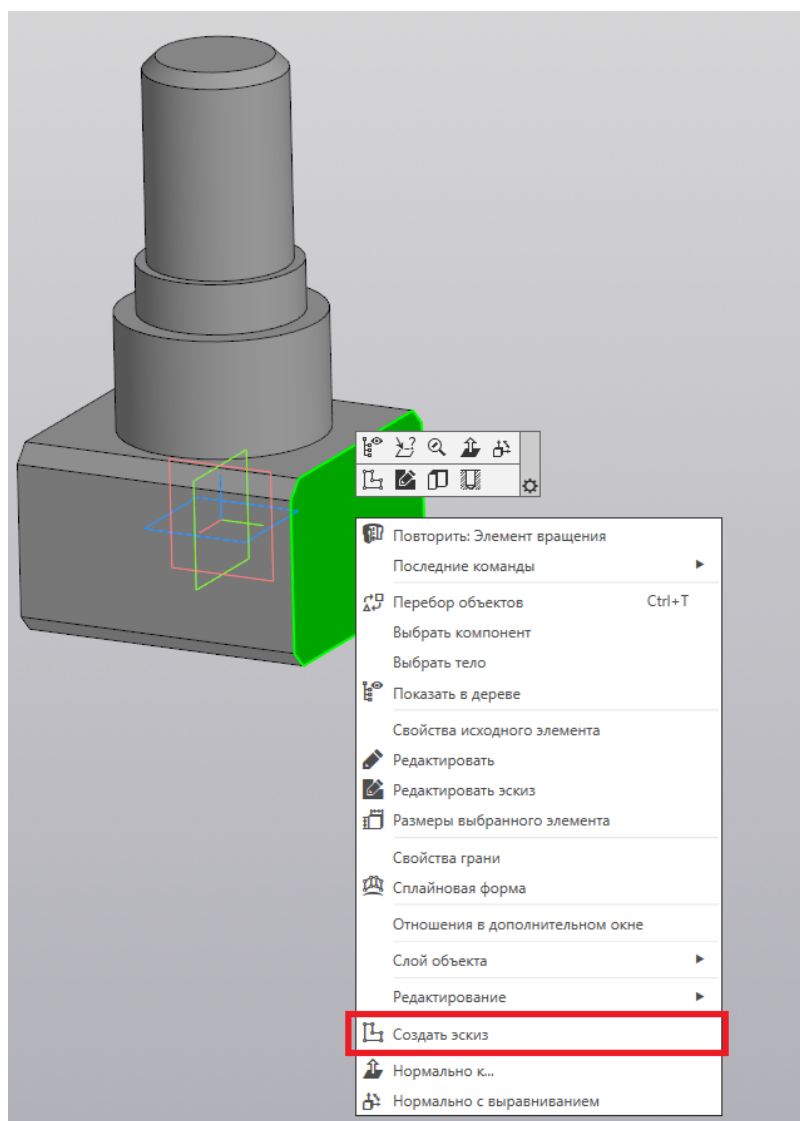 Повторить: Элемент вращения
Последние команды
Перебор объектов Ctrl+T
Выбрать компонент
Выбрать тело
Показать в дереве
Свойства исходного элемента
Редактировать
Редактировать эскиз
Размеры выбранного элемента
Свойства грани
Сплайновая форма
Отношения в дополнительном окне
Слой объекта
Редактирование
Создать эскиз
Нормально к...
Нормально с выравниванием